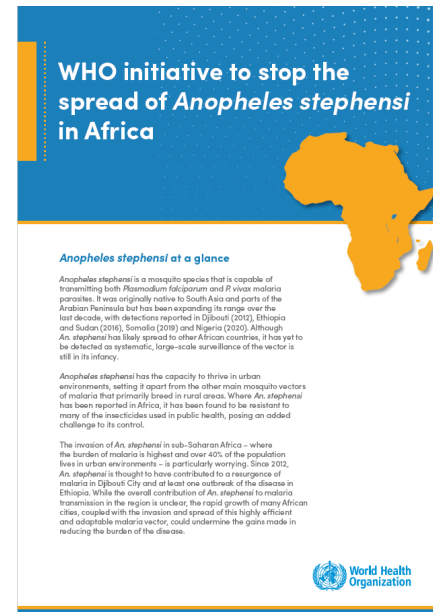 WHO initiative to stop the
spread of Anopheles stephensi
in Africa
Anopheles stephensi at a glance
Anopheles stephensi is a mosquito species that is capable of
transmitting both Plasmodium falciparum and P. vivax malaria
parasites. It was originally native to South Asia and parts of the
Arabian Peninsula but has been expanding its range over the
last decade, with detections reported in Djibouti (2012), Ethiopia
and Sudan (2016), Somalia (2019) and Nigeria (2020). Although
An. stephensi has likely spread to other African countries, it has yet to
be detected as systematic, large-scale surveillance of the vector is
still in its infancy.
Anopheles stephensi has the capacity to thrive in urban
environments, setting it apart from the other main mosquito vectors
of malaria that primarily breed in rural areas. Where An. stephensi
has been reported in Africa, it has been found to be resistant to
many of the insecticides used in public health, posing an added
challenge to its control.
The invasion of An. stephensi in sub-Saharan Africa – where
the burden of malaria is highest and over 40% of the population
lives in urban environments – is particularly worrying. Since 2012,
An. stephensi is thought to have contributed to a resurgence of
malaria in Djibouti City and at least one outbreak of the disease in
Ethiopia. While the overall contribution of An. stephensi to malaria
transmission in the region is unclear, the rapid growth of many African
cities, coupled with the invasion and spread of this highly efficient
and adaptable malaria vector, could undermine the gains made in
reducing the burden of the disease.
World Health
Organization